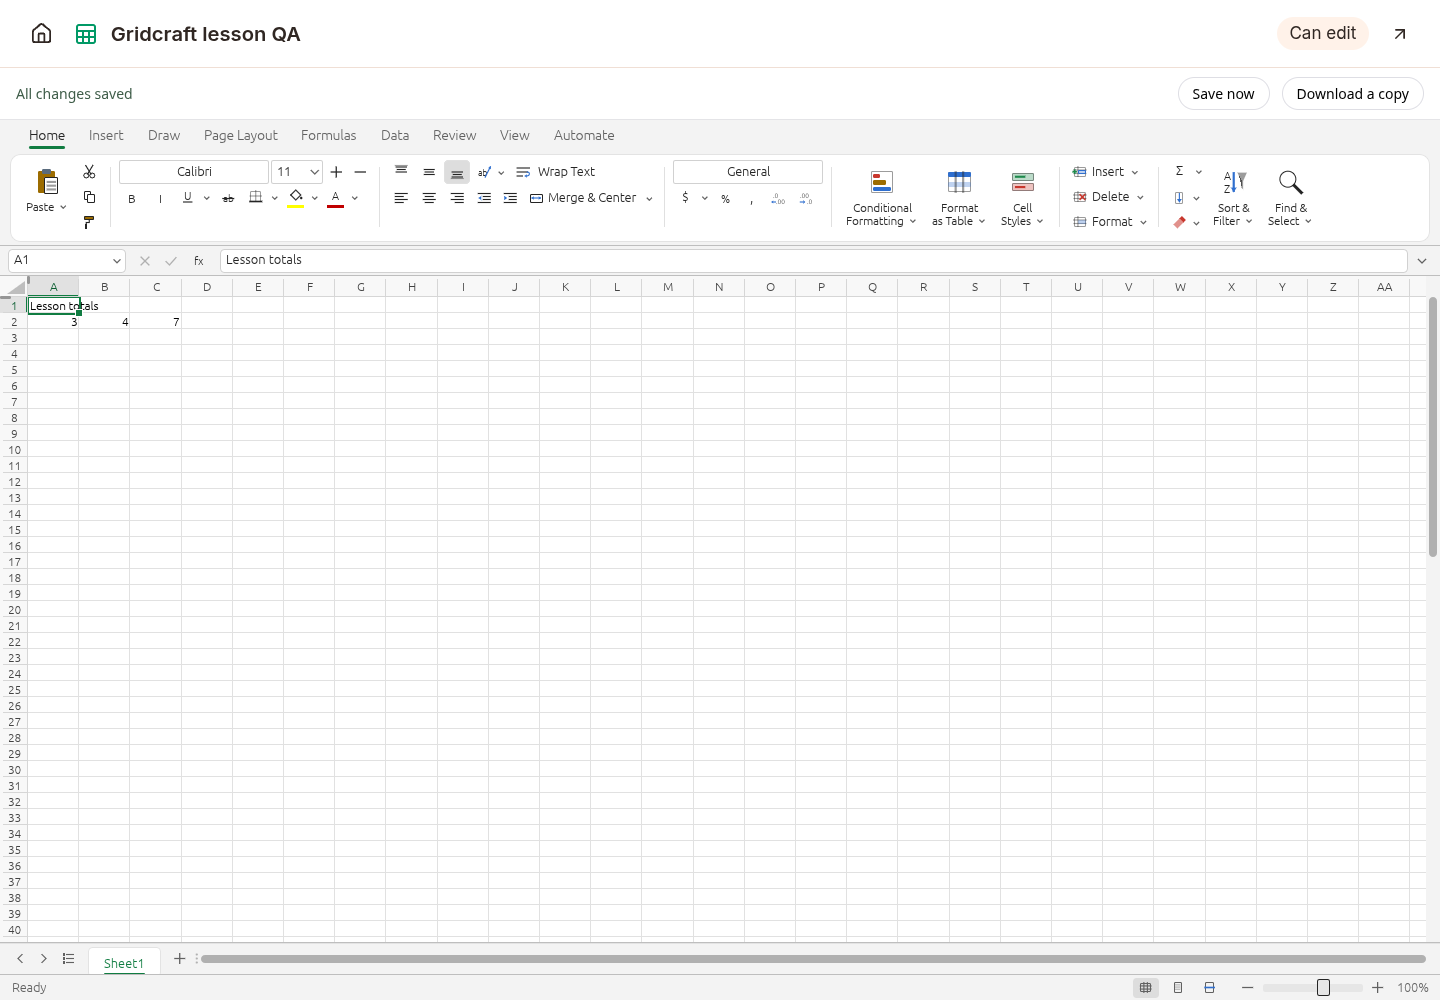 Gridcraft lesson QA
Can edit
All changes saved
Save now
Download a copy
Home Insert Draw Page Layout Formulas Data Review View Automate
Paste
Calibri 11
B I U ab A
ab Wrap Text
Merge & Center
General
$ % ,
Conditional Formatting
Format as Table
Cell Styles
Insert
Delete
Format
Σ
Sort & Filter
Find & Select
A1 fx Lesson totals
A B C D E F G H I J K L M N O P Q R S T U V W X Y Z AA
1 Lesson totals
2 3 4 7
3
4
5
6
7
8
9
10
11
12
13
14
15
16
17
18
19
20
21
22
23
24
25
26
27
28
29
30
31
32
33
34
35
36
37
38
39
40
Sheet1
Ready 100%